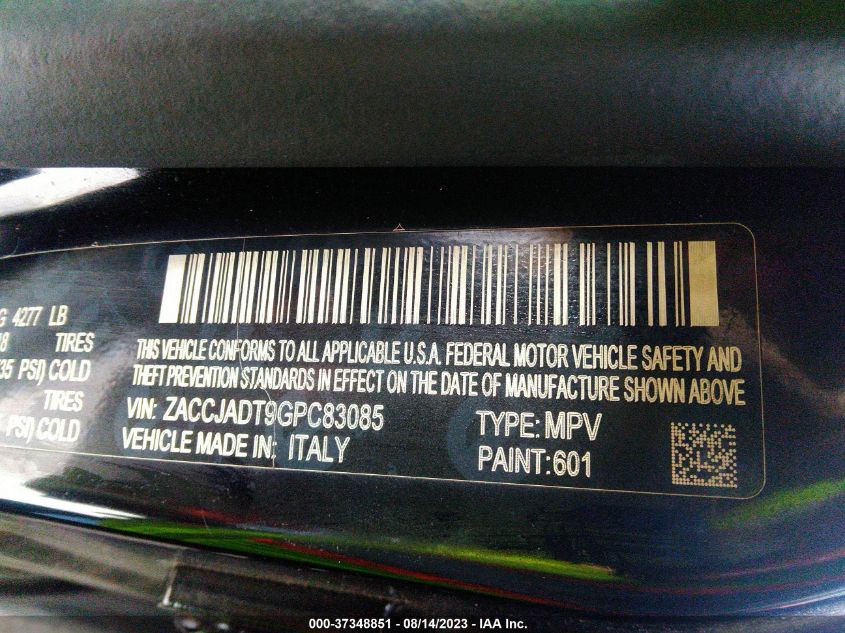 G 4277 LB
8 TIRES
35 PSI) COLD
TIRES
PSI) COLD
THIS VEHICLE CONFORMS TO ALL APPLICABLE U.S.A. FEDERAL MOTOR VEHICLE SAFETY AND
THEFT PREVENTION STANDARDS IN EFFECT ON THE DATE OF MANUFACTURE SHOWN ABOVE
VIN: ZACCJADT9GPC83085 TYPE: MPV
VEHICLE MADE IN: ITALY PAINT:601
000-37348851 - 08/14/2023 - IAA Inc.